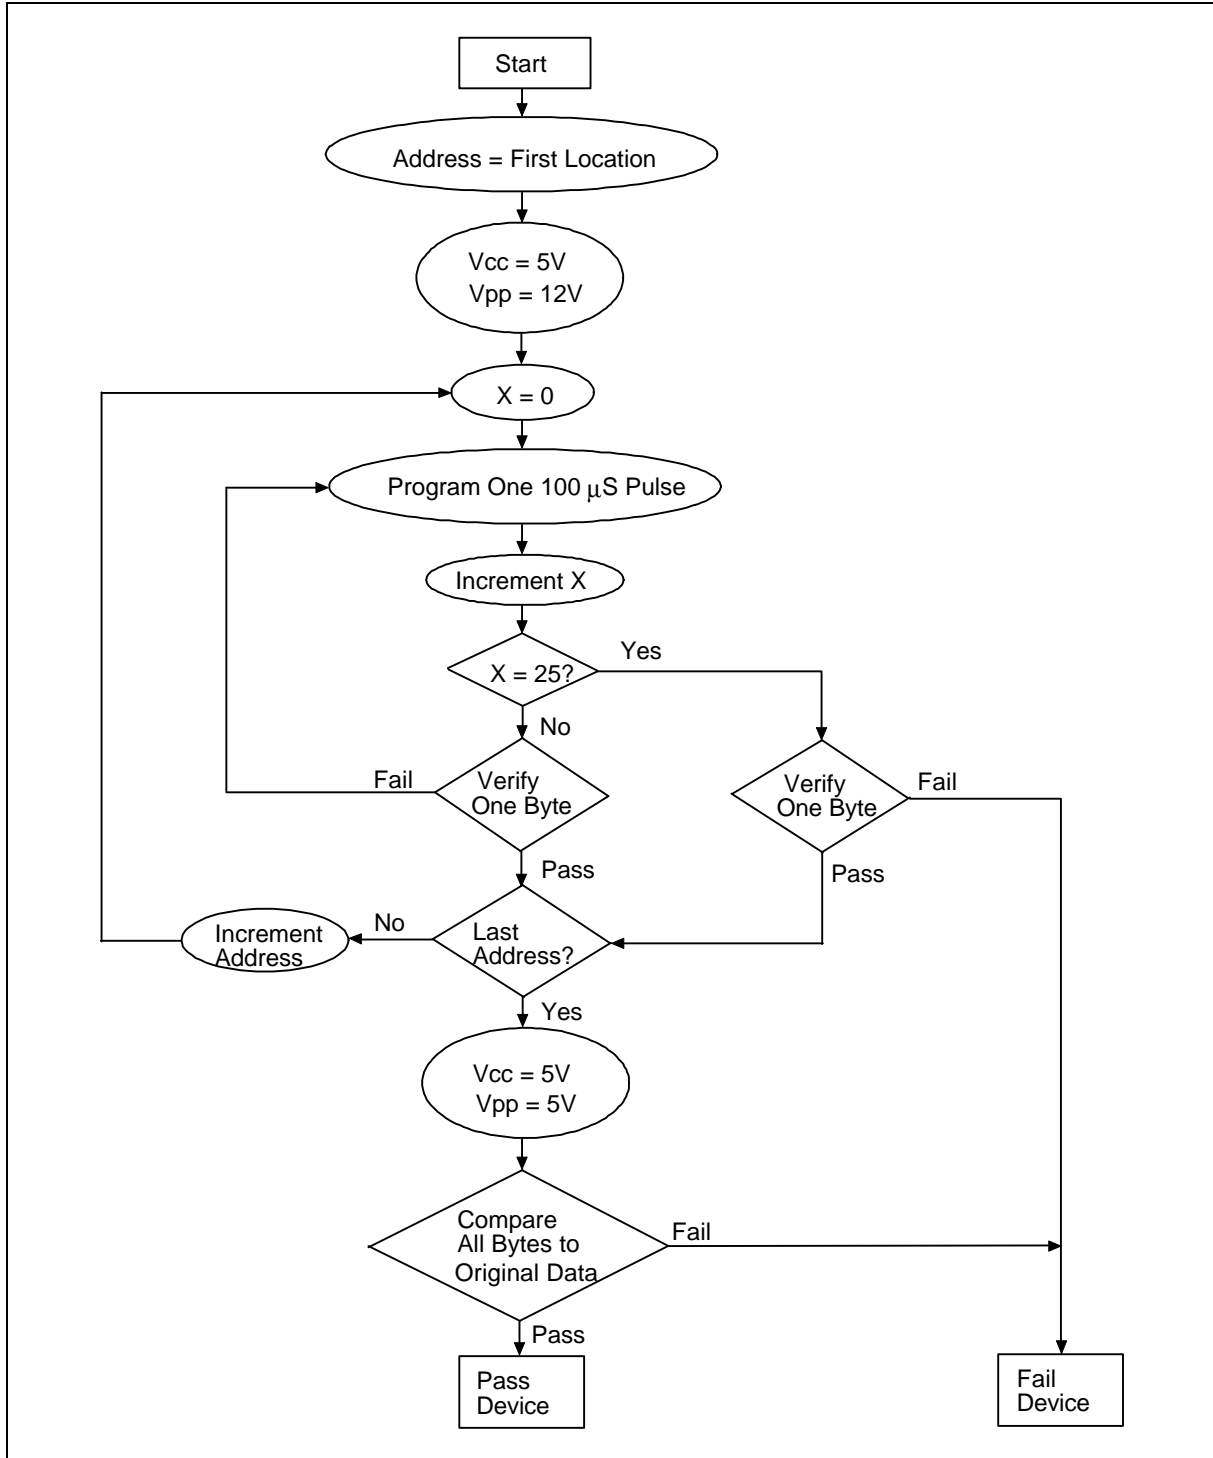 Start
Address = First Location
Vcc = 5V
Vpp = 12V
X = 0
Program One 100 μS Pulse
Increment X
X = 25?
Yes
No
Fail
Verify
One Byte
Verify
One Byte
Fail
Pass
Pass
Increment
Address
No
Last
Address?
Yes
Vcc = 5V
Vpp = 5V
Compare
All Bytes to
Original Data
Fail
Pass
Pass
Device
Fail
Device